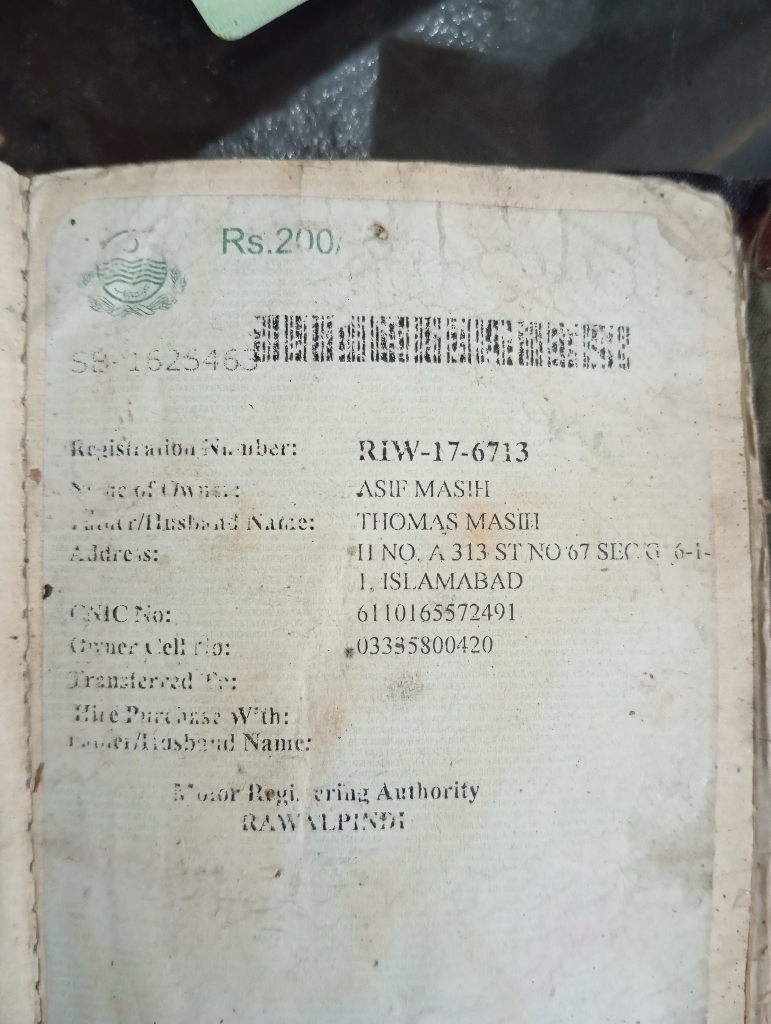 Rs.200/
SB-1625463
Registration Number: RIW-17-6713
Name of Owner: ASIF MASIH
Father/Husband Name: THOMAS MASIH
Address: H NO. A 313 ST NO 67 SEC G 6-1-
1, ISLAMABAD
CNIC No: 6110165572491
Owner Cell No: 03335800420
Transferred To:
Hire Purchase With:
Father/Husband Name:
Motor Registering Authority
RAWALPINDI